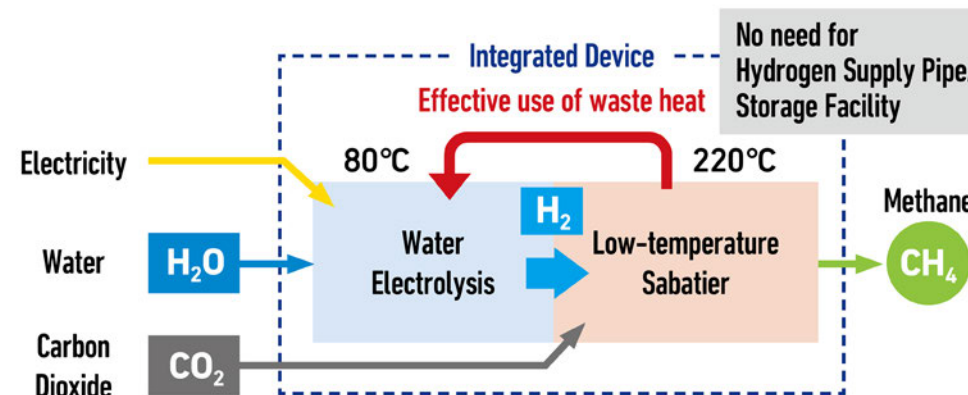 Integrated Device
No need for
Hydrogen Supply Pipe
Storage Facility
Effective use of waste heat
80°C
220°C
Electricity
Water
H₂O
Water
Electrolysis
H₂
Low-temperature
Sabatier
Methane
CH₄
Carbon
Dioxide
CO₂